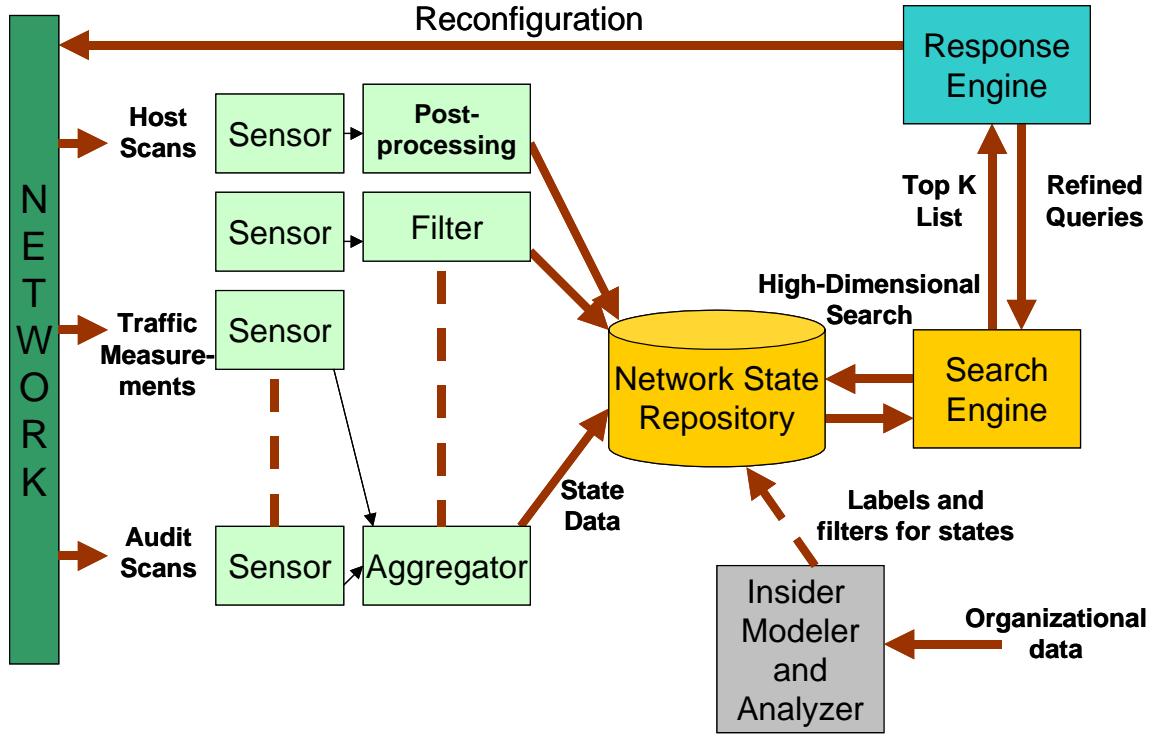 Reconfiguration
Response
Engine
Host
Scans
Sensor
Post-
processing
Top K
List
Refined
Queries
N
E
T
W
O
R
K
Sensor
Filter
High-Dimensional
Search
Traffic
Measure-
ments
Sensor
Network State
Repository
Search
Engine
State
Data
Labels and
filters for states
Audit
Scans
Sensor
Aggregator
Insider
Modeler
and
Analyzer
Organizational
data